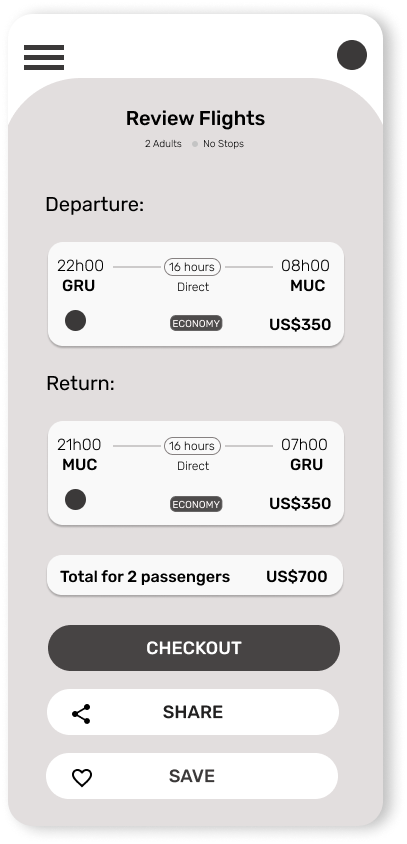 Review Flights
2 Adults No Stops
Departure:
22h00 16 hours 08h00
GRU Direct MUC
ECONOMY US$350
Return:
21h00 16 hours 07h00
MUC Direct GRU
ECONOMY US$350
Total for 2 passengers US$700
CHECKOUT
SHARE
SAVE